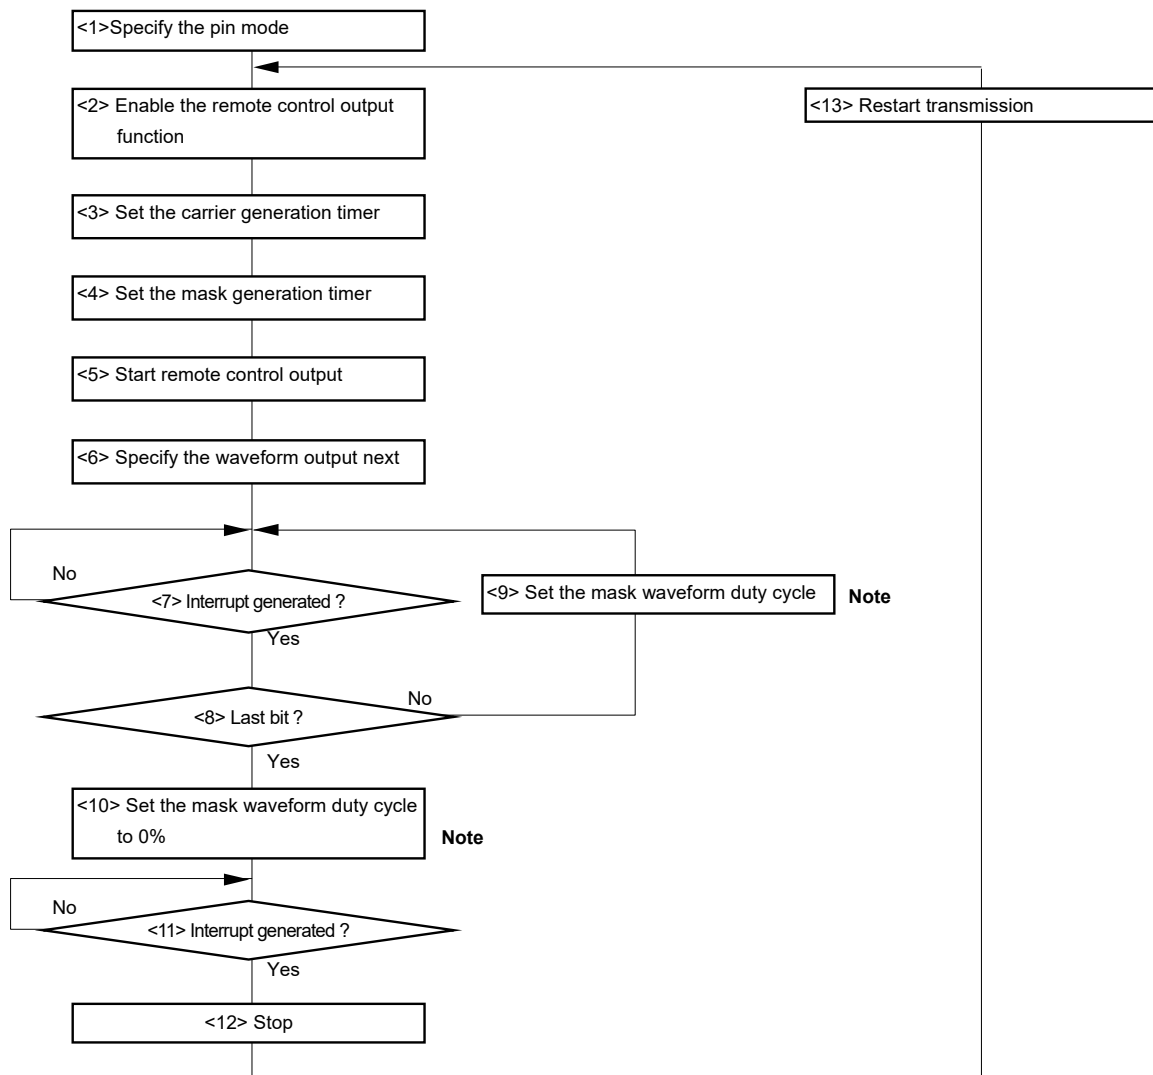 <1>Specify the pin mode
<2> Enable the remote control output
function
<13> Restart transmission
<3> Set the carrier generation timer
<4> Set the mask generation timer
<5> Start remote control output
<6> Specify the waveform output next
No
<7> Interrupt generated ?
Yes
<9> Set the mask waveform duty cycle
Note
<8> Last bit ?
No
Yes
<10> Set the mask waveform duty cycle
to 0%
Note
No
<11> Interrupt generated ?
Yes
<12> Stop